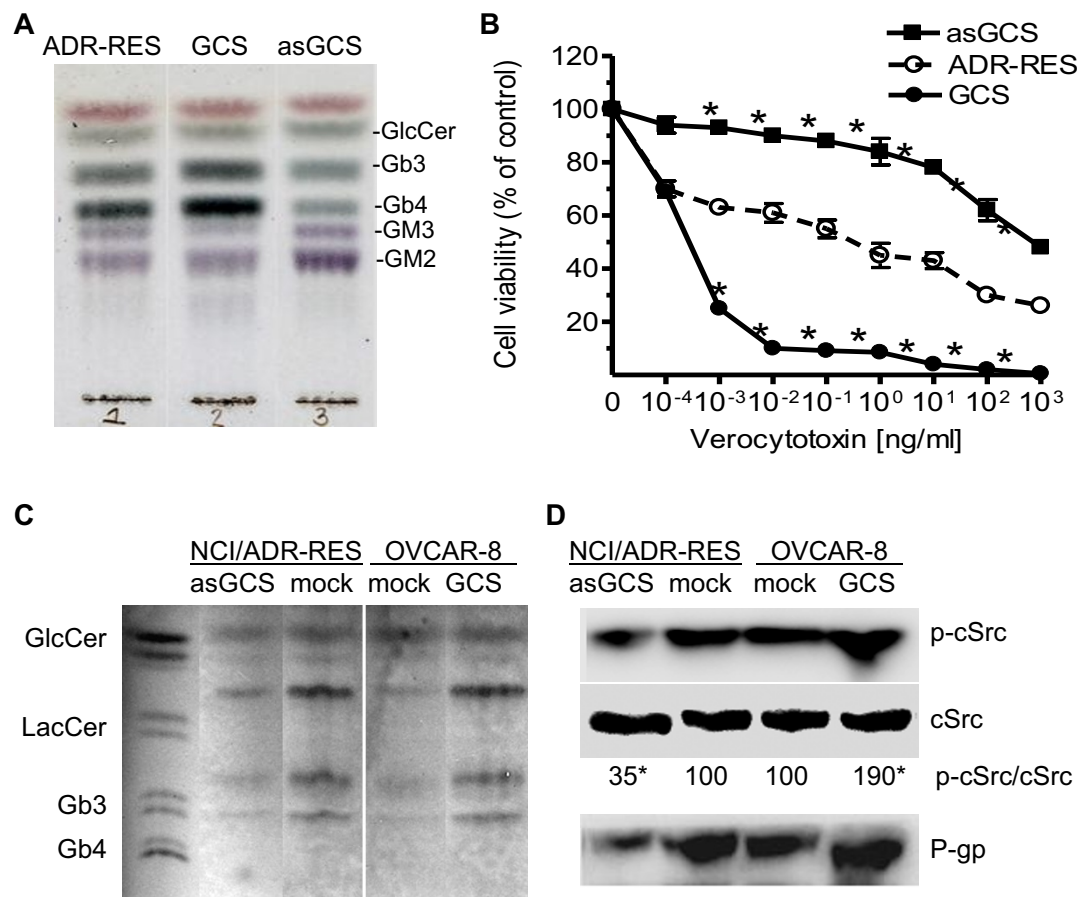 A
ADR-RES GCS asGCS
-GlcCer
-Gb3
-Gb4
-GM3
-GM2
1 2 3
B
asGCS
ADR-RES
GCS
Cell viability (% of control)
120
100
80
60
40
20
* * * * * * *
* * * * * * *
0 10⁻⁴ 10⁻³ 10⁻² 10⁻¹ 10⁰ 10¹ 10² 10³
Verocytotoxin [ng/ml]
C
NCI/ADR-RES OVCAR-8
asGCS mock mock GCS
GlcCer
LacCer
Gb3
Gb4
D
NCI/ADR-RES OVCAR-8
asGCS mock mock GCS
p-cSrc
cSrc
35* 100 100 190* p-cSrc/cSrc
P-gp